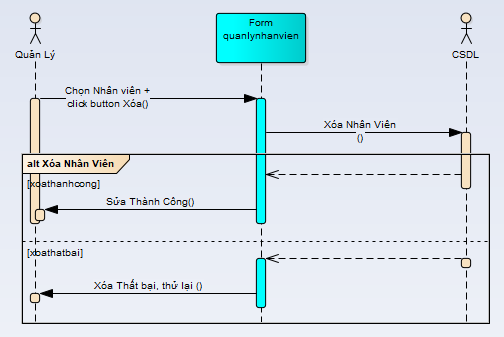 Form
quanlynhanvien
Quản Lý
CSDL
Chọn Nhân viên +
click button Xóa()
Xóa Nhân Viên
()
alt Xóa Nhân Viên
[xoathanhcong]
Sửa Thành Công()
[xoathatbai]
Xóa Thất bại, thử lại ()